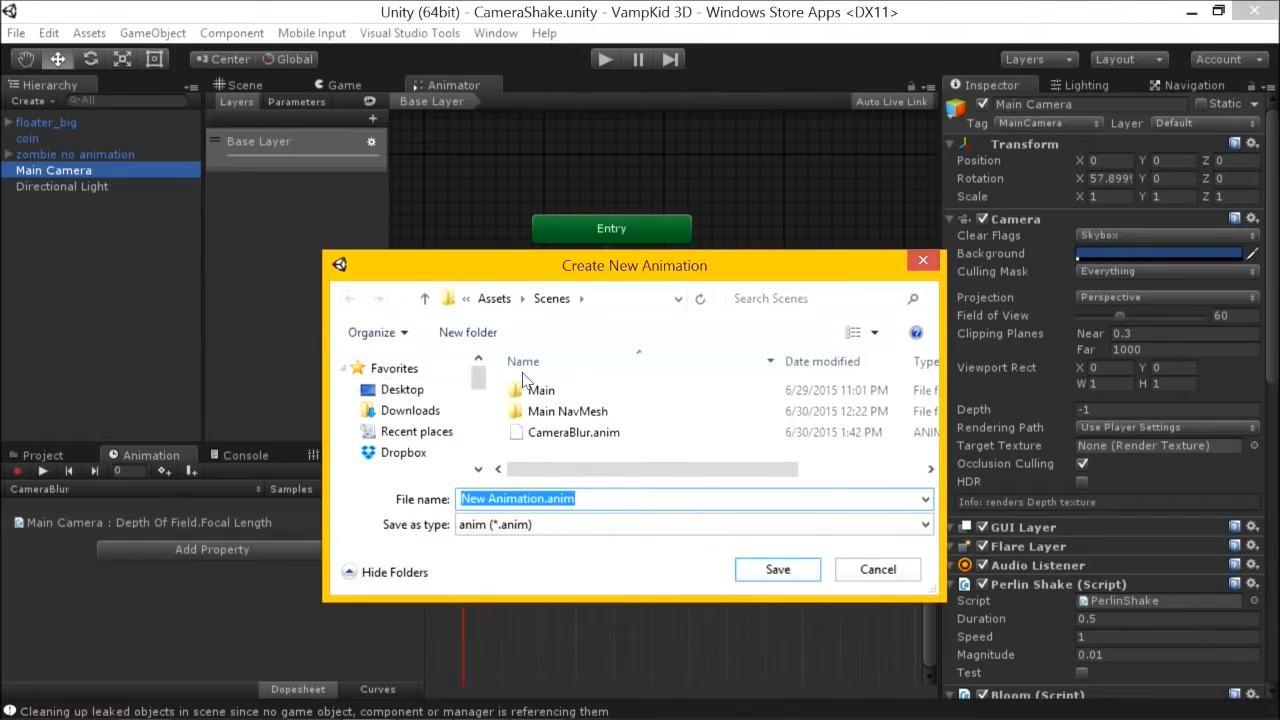 Unity (64bit) - CameraShake.unity - VampKid 3D - Windows Store Apps <DX11>
File Edit Assets GameObject Component Mobile Input Visual Studio Tools Window Help
Center Global Layers Layout Account
Hierarchy Scene Game Animator Inspector Lighting Navigation
Create All Layers Parameters Base Layer Auto Live Link Main Camera Static
floater_big
coin
zombie no animation
Main Camera
Directional Light
Base Layer
Entry
Tag MainCamera Layer Default
Transform
Position X 0 Y 0 Z 0
Rotation X 57.899 Y 0 Z 0
Scale X 1 Y 1 Z 1
Camera
Clear Flags Skybox
Background
Culling Mask Everything
Projection Perspective
Field of View 60
Clipping Planes Near 0.3
Far 1000
Viewport Rect X 0 Y 0
W 1 H 1
Depth -1
Rendering Path Use Player Settings
Target Texture None (Render Texture)
Occlusion Culling
HDR
Info: renders Depth texture
GUI Layer
Flare Layer
Audio Listener
Perlin Shake (Script)
Script PerlinShake
Duration 0.5
Speed 1
Magnitude 0.01
Test
Bloom (Script)
Create New Animation
« Assets Scenes Search Scenes
Organize New folder
Name Date modified Type
Favorites
Desktop
Downloads
Recent places
Dropbox
Main 6/29/2015 11:01 PM File f
Main NavMesh 6/30/2015 12:22 PM File f
CameraBlur.anim 6/30/2015 1:42 PM ANIM
File name: New Animation.anim
Save as type: anim (*.anim)
Hide Folders Save Cancel
Project Animation Console
0
CameraBlur Samples
Main Camera : Depth Of Field.Focal Length
Add Property
Dopesheet Curves
Cleaning up leaked objects in scene since no game object, component or manager is referencing them